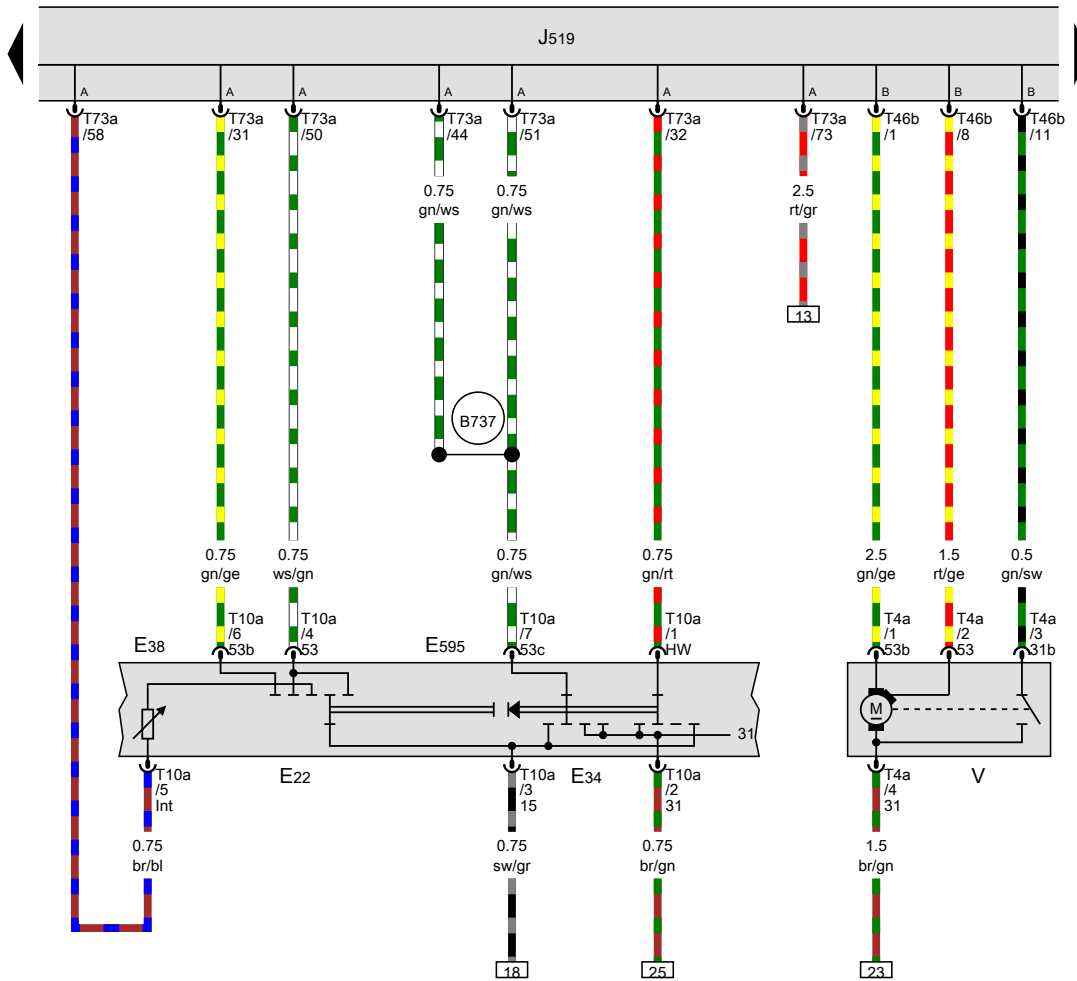 J519
A A A A A A A B B B
T73a T73a T73a T73a T73a T73a T73a T46b T46b T46b
/58 /31 /50 /44 /51 /32 /73 /1 /8 /11
0.75 0.75 2.5
gn/ws gn/ws rt/gr
13
B737
0.75 0.75 0.75 0.75 2.5 1.5 0.5
gn/ge ws/gn gn/ws gn/rt gn/ge rt/ge gn/sw
T10a T10a T10a T10a T4a T4a T4a
/6 /4 /7 /1 /1 /2 /3
E38 53b 53 E595 53c HW 53b 53 31b
M
31
E22 E34 V
T10a T10a T10a T4a
/5 /3 /2 /4
Int 15 31 31
0.75 0.75 0.75 1.5
br/bl sw/gr br/gn br/gn
18 25 23